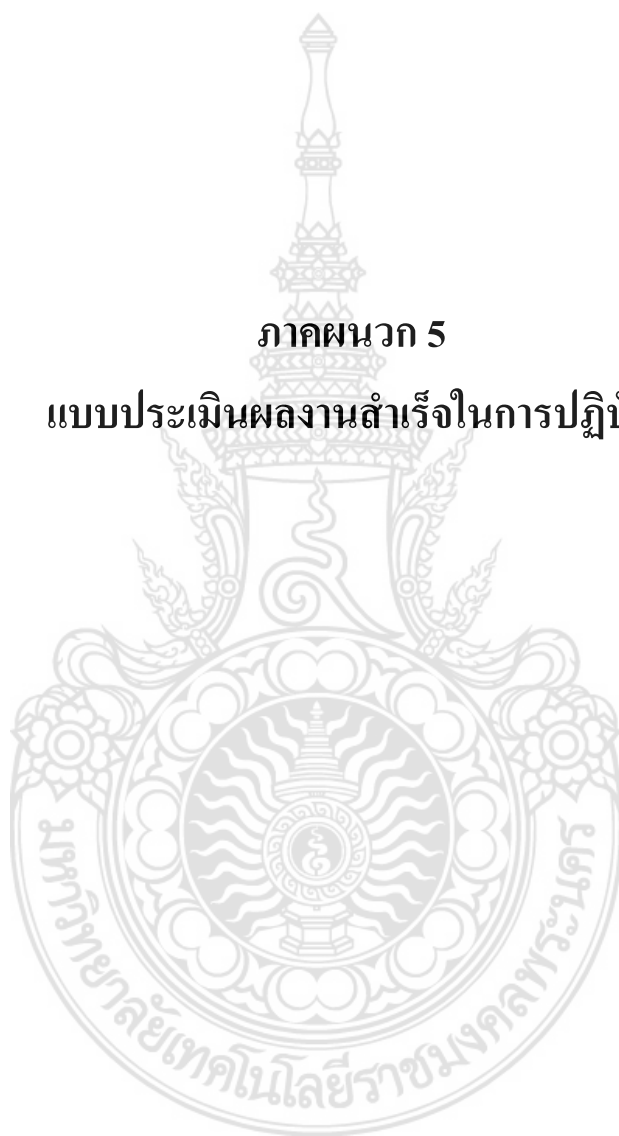 ภาคผนวก 5
แบบประเมินผลงานสำเร็จในการปฏิบั
มหาวิทยาลัยเทคโนโลยีราชมงคลพระนคร